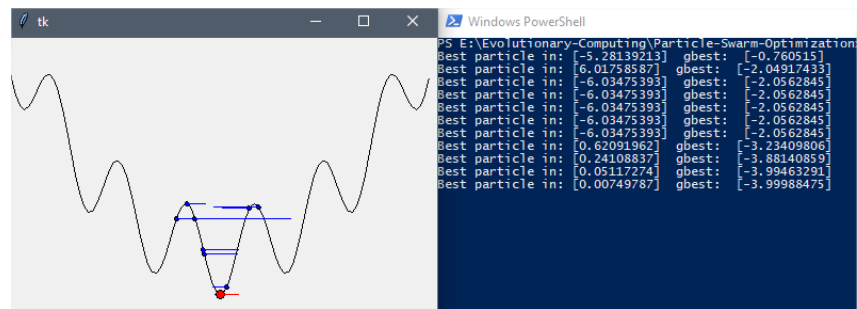 tk
Windows PowerShell
PS E:\Evolutionary-Computing\Particle-Swarm-Optimization
Best particle in: [-5.28139213] gbest: [-0.760515]
Best particle in: [6.01758587] gbest: [-2.04917433]
Best particle in: [-6.03475393] gbest: [-2.0562845]
Best particle in: [-6.03475393] gbest: [-2.0562845]
Best particle in: [-6.03475393] gbest: [-2.0562845]
Best particle in: [-6.03475393] gbest: [-2.0562845]
Best particle in: [-6.03475393] gbest: [-2.0562845]
Best particle in: [0.62091962] gbest: [-3.23409806]
Best particle in: [0.24108837] gbest: [-3.88140859]
Best particle in: [0.05117274] gbest: [-3.99463291]
Best particle in: [0.00749787] gbest: [-3.99988475]